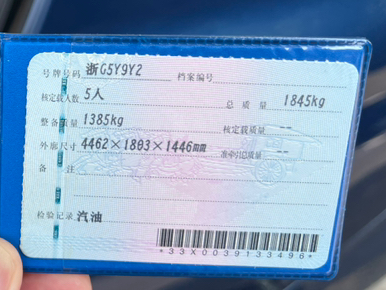 号牌号码 浙G5Y9Y2 档案编号
核定载人数 5人 总质量 1845kg
整备质量 1385kg 核定载质量 --
外廓尺寸 4462×1803×1446mm 准牵引总质量 --
备注
检验记录 汽油
*33X0039133496*